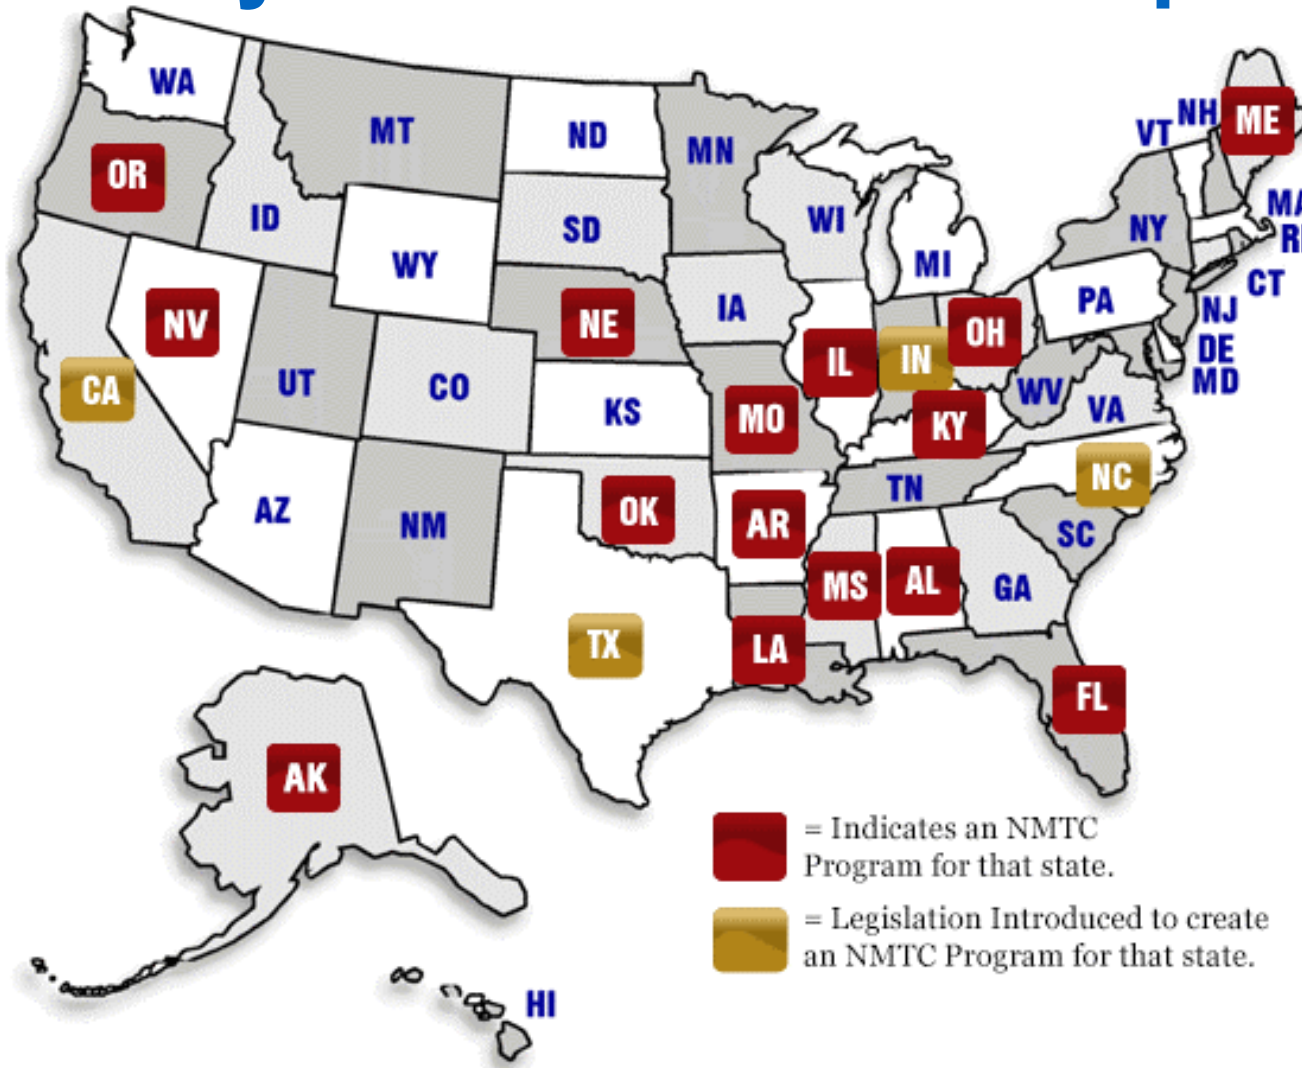 WA
MT
ND
MN
VT
NH
ME
OR
ID
SD
WI
MI
NY
MA
WY
CT
NV
NE
IA
PA
NJ
IL
IN
OH
DE
MD
CA
UT
CO
KS
MO
KY
WV
VA
AZ
NM
OK
AR
TN
NC
SC
MS
AL
GA
TX
LA
FL
AK
HI
= Indicates an NMTC
Program for that state.
= Legislation Introduced to create
an NMTC Program for that state.